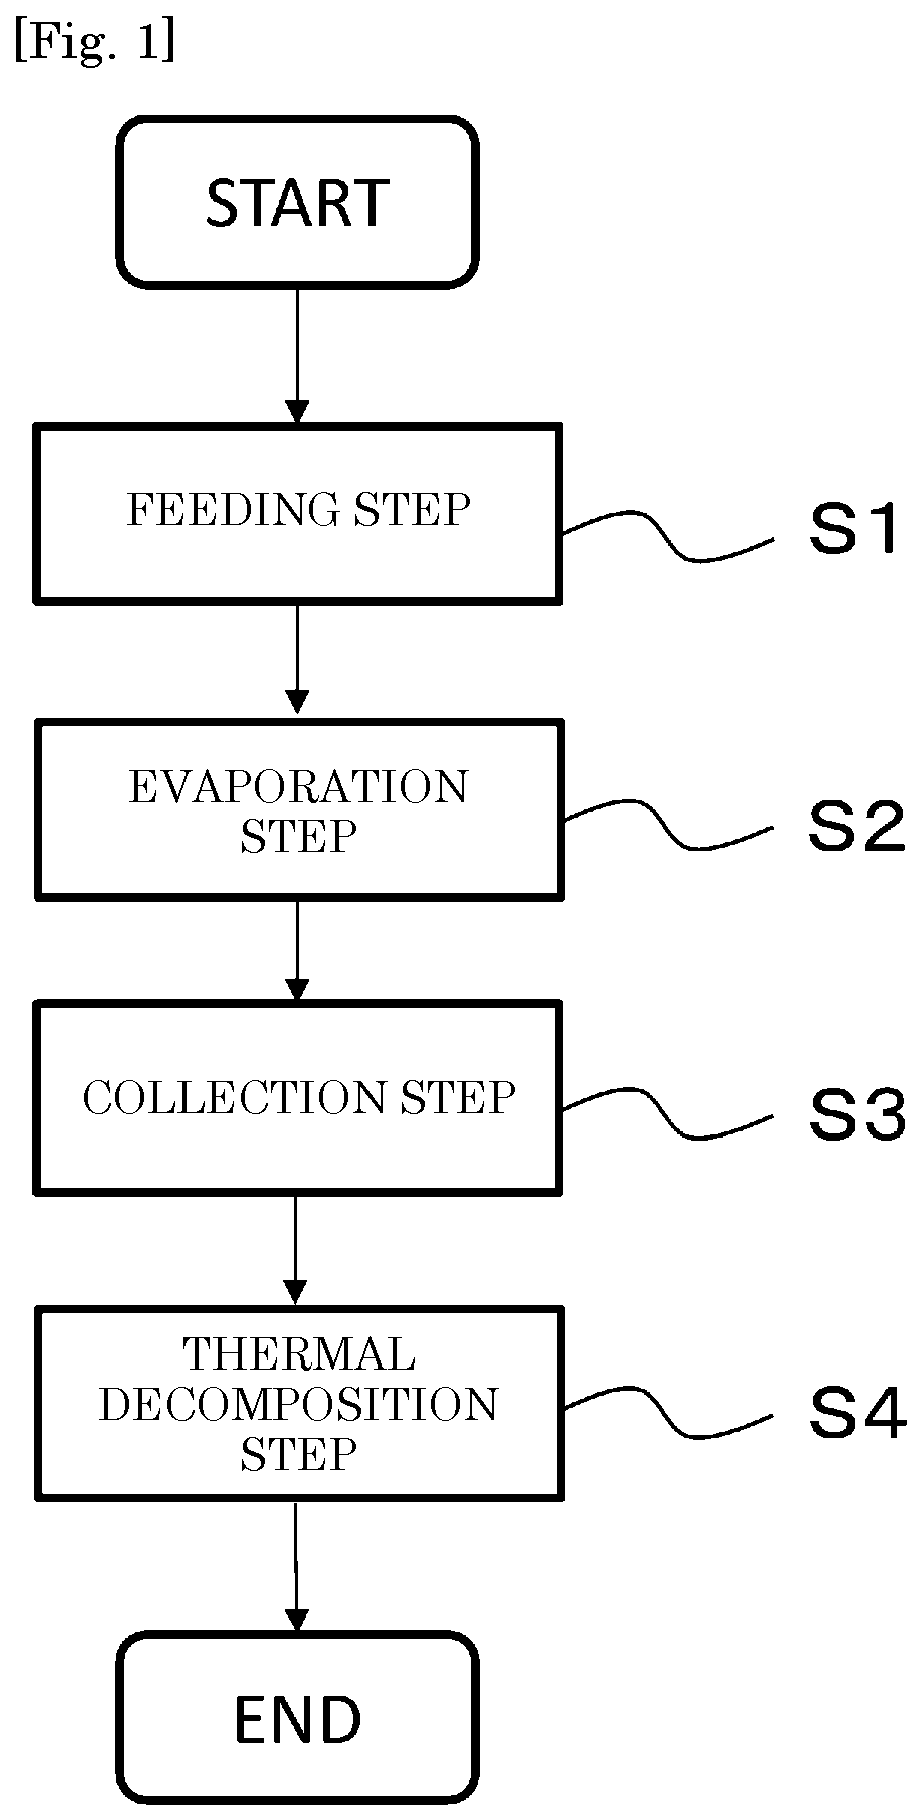 [Fig. 1]
START
FEEDING STEP
S1
EVAPORATION
STEP
S2
COLLECTION STEP
S3
THERMAL
DECOMPOSITION
STEP
S4
END